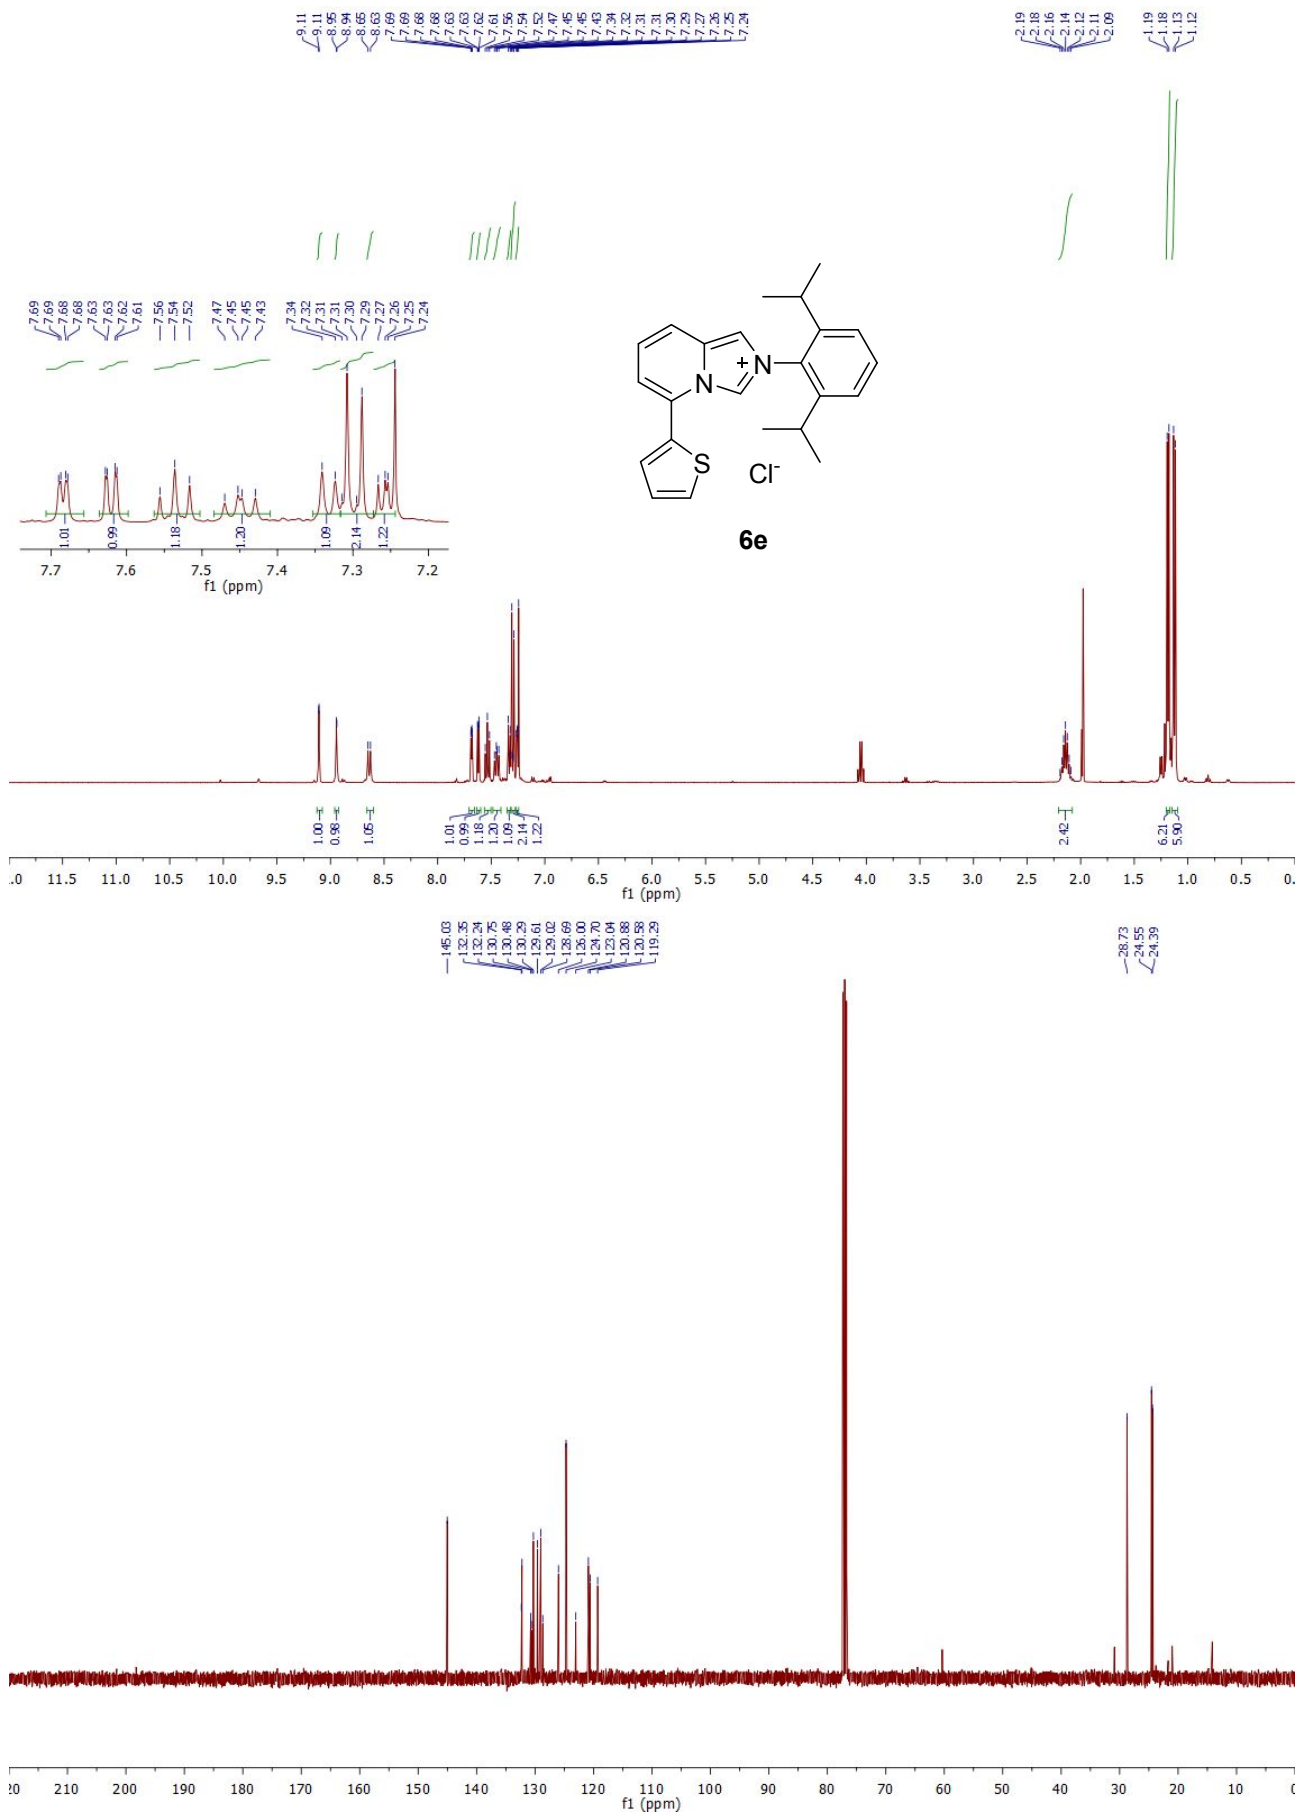 9.11 9.11 8.95 8.94 8.65 8.63 7.69 7.69 7.68 7.68 7.63 7.63 7.62 7.61 7.56 7.54 7.52 7.47 7.45 7.45 7.43 7.34 7.32 7.31 7.31 7.30 7.29 7.27 7.26 7.25 7.24 2.19 2.18 2.16 2.14 2.12 2.11 2.09 1.19 1.18 1.13 1.12
7.69 7.69 7.68 7.68 7.63 7.63 7.62 7.61 7.56 7.54 7.52 7.47 7.45 7.45 7.43 7.34 7.32 7.31 7.31 7.30 7.29 7.27 7.26 7.25 7.24
N + N
S
Cl-
6e
1.01 0.99 1.18 1.20 1.09 2.14 1.22
7.7 7.6 7.5 7.4 7.3 7.2
f1 (ppm)
1.00 0.98 1.05 1.01 0.99 1.18 1.20 1.09 2.14 1.22 2.42 6.21 5.90
.0 11.5 11.0 10.5 10.0 9.5 9.0 8.5 8.0 7.5 7.0 6.5 6.0 5.5 5.0 4.5 4.0 3.5 3.0 2.5 2.0 1.5 1.0 0.5 0.
f1 (ppm)
145.03 132.35 132.24 130.75 130.48 130.29 129.61 129.02 128.69 126.00 124.70 123.04 120.88 120.58 119.29 28.73 24.55 24.39
20 210 200 190 180 170 160 150 140 130 120 110 100 90 80 70 60 50 40 30 20 10 0
f1 (ppm)